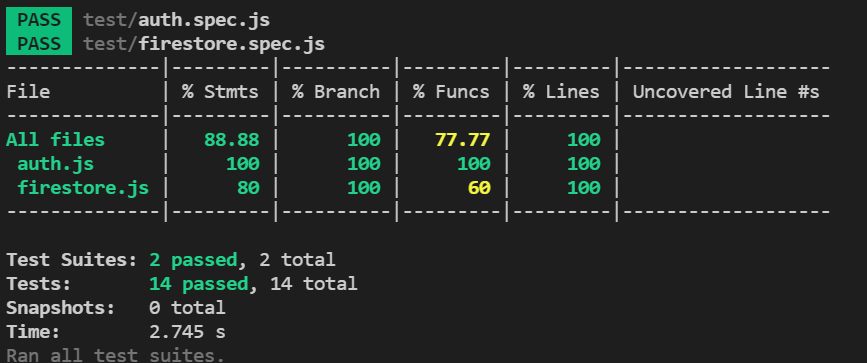 PASS test/auth.spec.js
PASS test/firestore.spec.js
--------------|---------|----------|---------|---------|-------------------
File          | % Stmts | % Branch | % Funcs | % Lines | Uncovered Line #s
--------------|---------|----------|---------|---------|-------------------
All files     |   88.88 |      100 |   77.77 |     100 |
 auth.js      |     100 |      100 |     100 |     100 |
 firestore.js |      80 |      100 |      60 |     100 |
--------------|---------|----------|---------|---------|-------------------
Test Suites: 2 passed, 2 total
Tests:       14 passed, 14 total
Snapshots:   0 total
Time:        2.745 s
Ran all test suites.